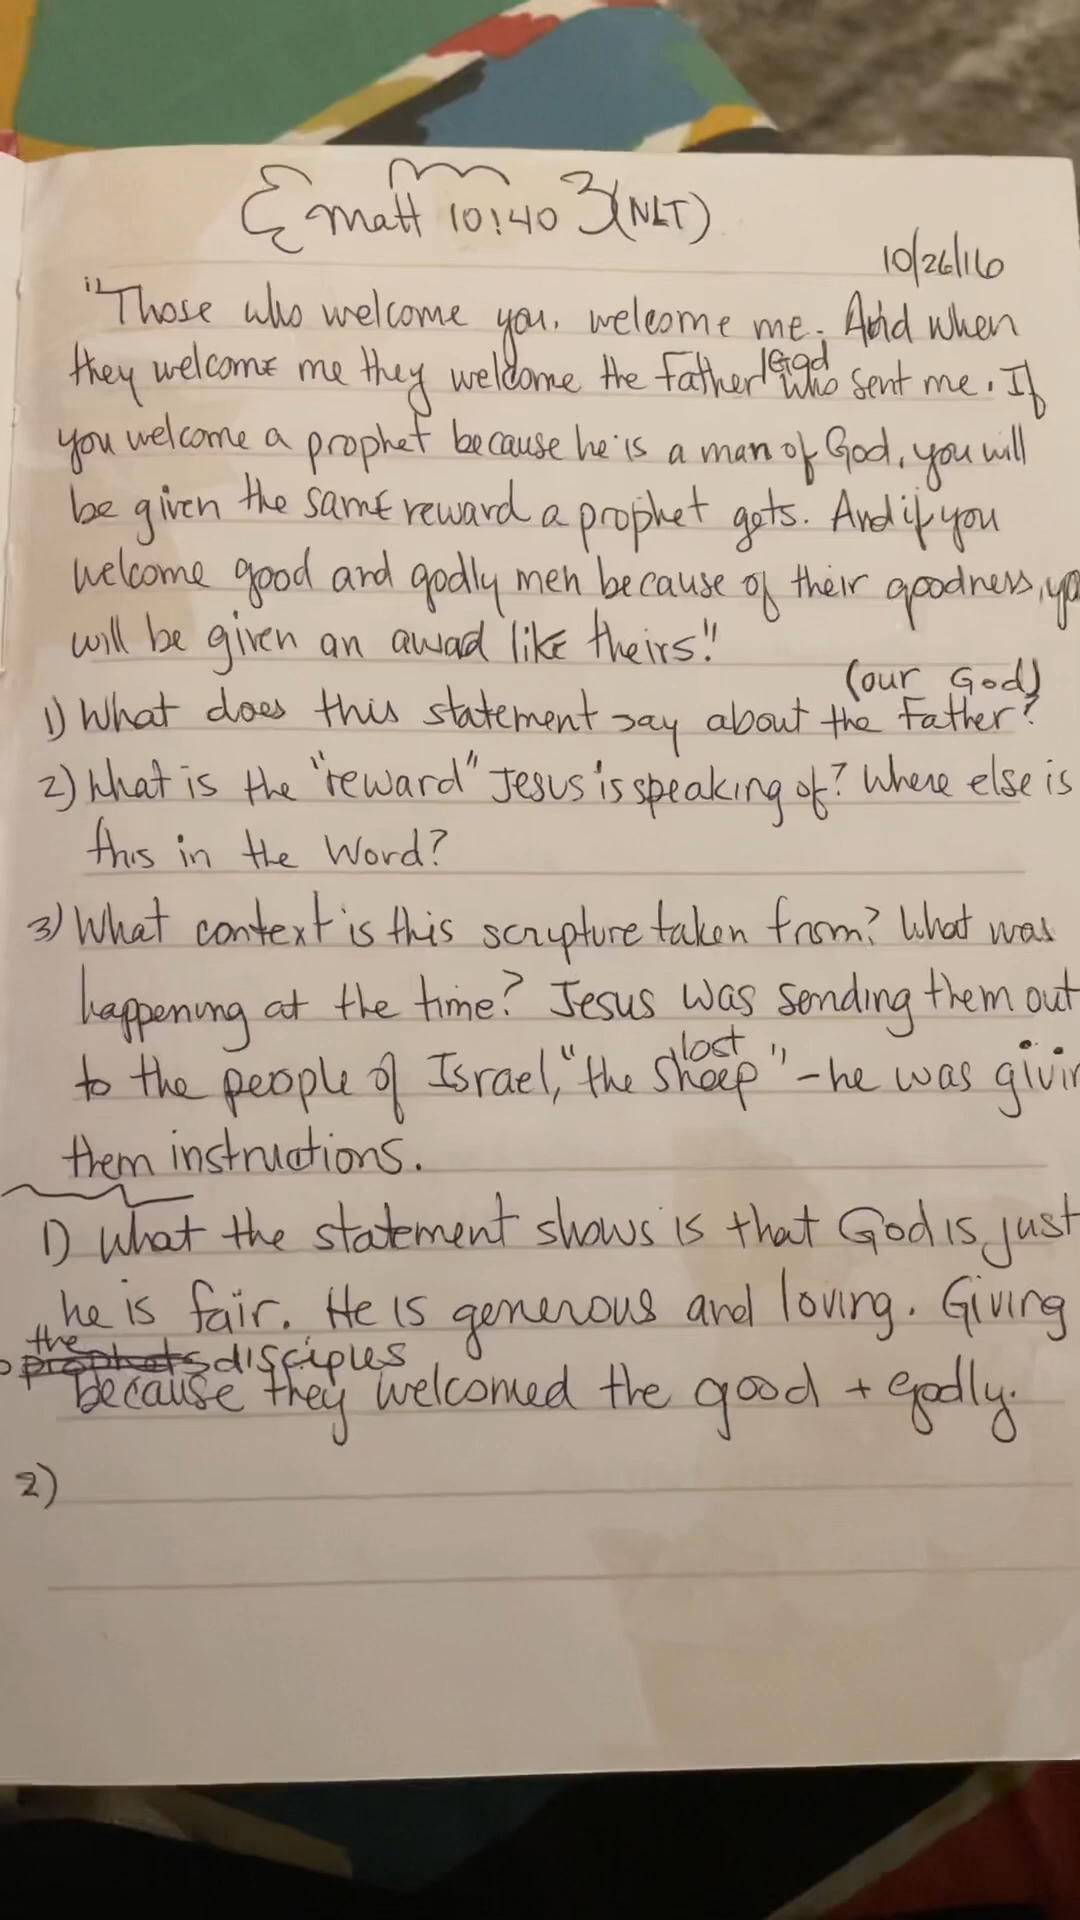 { Matt 10:40 } (NLT)
10/26/16
"Those who welcome you, welcome me. And when
they welcome me they welcome the Father/God who sent me. If
you welcome a prophet because he is a man of God, you will
be given the same reward a prophet gets. And if you
welcome good and godly men because of their goodness, yo
will be given an awad like theirs!"
(our God)
1) What does this statement say about the Father?
2) What is the "reward" Jesus is speaking of? Where else is
this in the Word?
3) What context is this scripture taken from? What was
happening at the time? Jesus was sending them out
to the people of Israel, "the lost sheep" - he was givin
them instructions.
1) What the statement shows is that God is just
he is fair. He is generous and loving. Giving
the prophets disciples
because they welcomed the good + godly.
2)